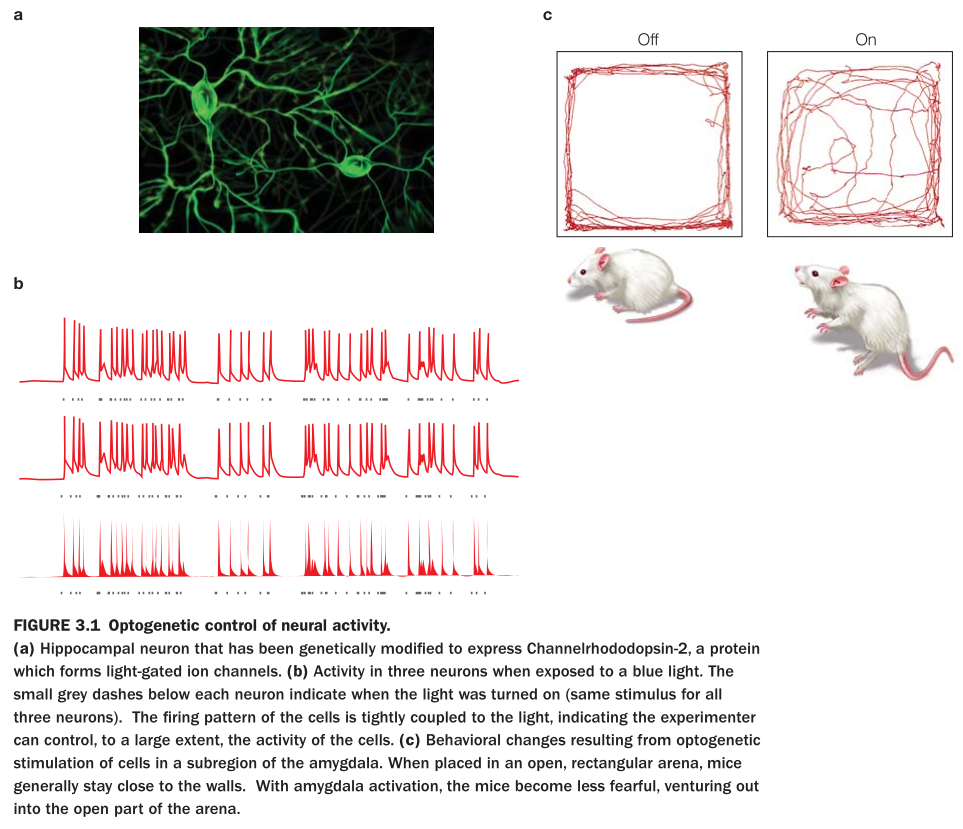 a
c
Off
On
b
FIGURE 3.1 Optogenetic control of neural activity.
(a) Hippocampal neuron that has been genetically modified to express Channelrhododopsin-2, a protein
which forms light-gated ion channels. (b) Activity in three neurons when exposed to a blue light. The
small grey dashes below each neuron indicate when the light was turned on (same stimulus for all
three neurons). The firing pattern of the cells is tightly coupled to the light, indicating the experimenter
can control, to a large extent, the activity of the cells. (c) Behavioral changes resulting from optogenetic
stimulation of cells in a subregion of the amygdala. When placed in an open, rectangular arena, mice
generally stay close to the walls. With amygdala activation, the mice become less fearful, venturing out
into the open part of the arena.